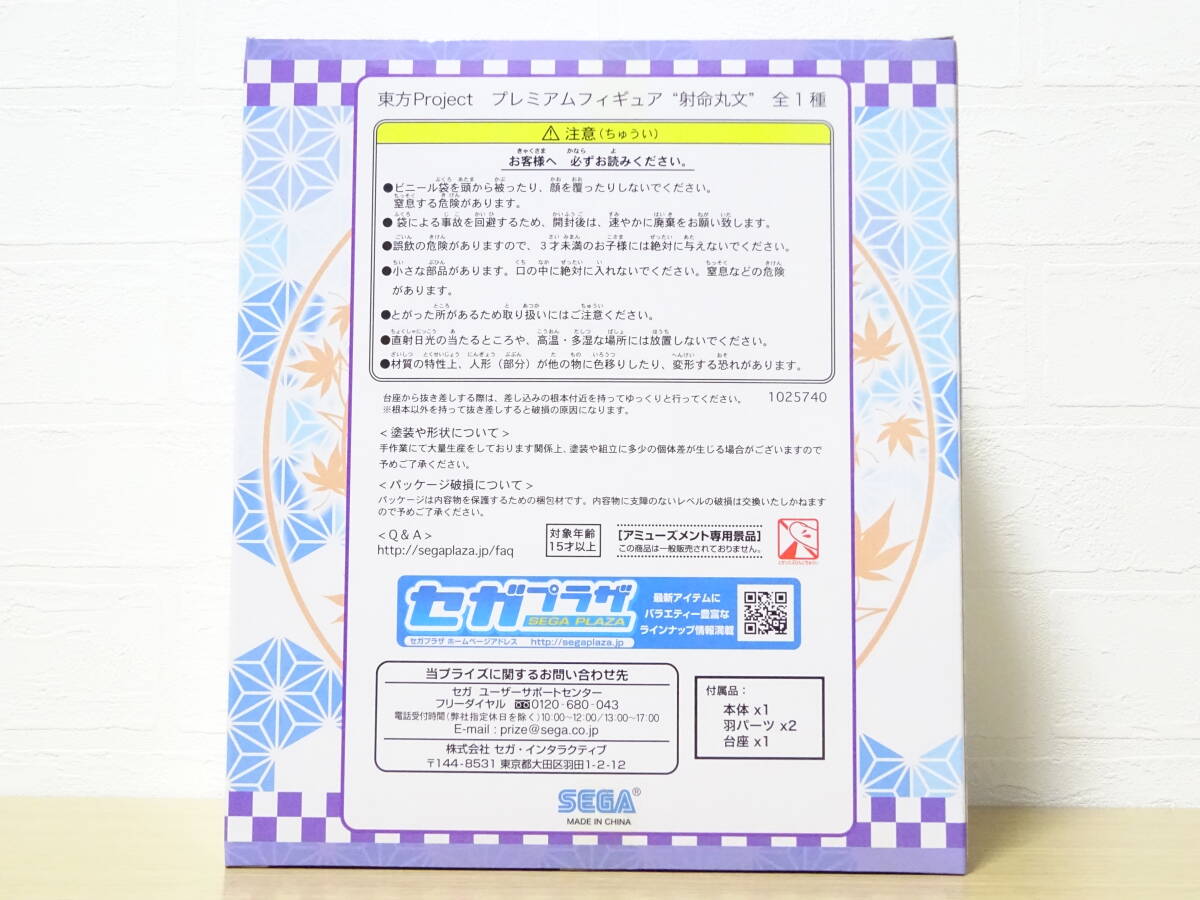 東方Project　プレミアムフィギュア “射命丸文”　全1種
⚠ 注意(ちゅうい)
お客様へ　必ずお読みください。
●ビニール袋を頭から被ったり、顔を覆ったりしないでください。
窒息する危険があります。
●袋による事故を回避するため、開封後は、速やかに廃棄をお願い致します。
●誤飲の危険がありますので、３才未満のお子様には絶対に与えないでください。
●小さな部品があります。口の中に絶対に入れないでください。窒息などの危険
があります。
●とがった所があるため取り扱いにはご注意ください。
●直射日光の当たるところや、高温・多湿な場所には放置しないでください。
●材質の特性上、人形（部分）が他の物に色移りしたり、変形する恐れがあります。
台座から抜き差しする際は、差し込みの根本付近を持ってゆっくりと行ってください。　1025740
※根本以外を持って抜き差しすると破損の原因になります。
＜塗装や形状について＞
手作業にて大量生産をしております関係上、塗装や組立に多少の個体差が生じる場合がございますので
予めご了承ください。
＜パッケージ破損について＞
パッケージは内容物を保護するための梱包材です。内容物に支障のないレベルの破損は交換いたしかねます
ので予めご了承ください。
＜Q＆A＞
http://segaplaza.jp/faq
対象年齢
15才以上
[アミューズメント専用景品]
この商品は一般販売されておりません。
セガプラザ
SEGA PLAZA
セガプラザ ホームページアドレス　http://segaplaza.jp/
最新アイテムに
バラエティー豊富な
ラインナップ情報満載
当プライズに関するお問い合わせ先
セガ ユーザーサポートセンター
フリーダイヤル 0120-680-043
電話受付時間（弊社指定休日を除く）10:00〜12:00/13:00〜17:00
E-mail : prize@sega.co.jp
株式会社 セガ・インタラクティブ
〒144-8531 東京都大田区羽田1-2-12
付属品：
本体 x1
羽パーツ x2
台座 x1
SEGA®
MADE IN CHINA